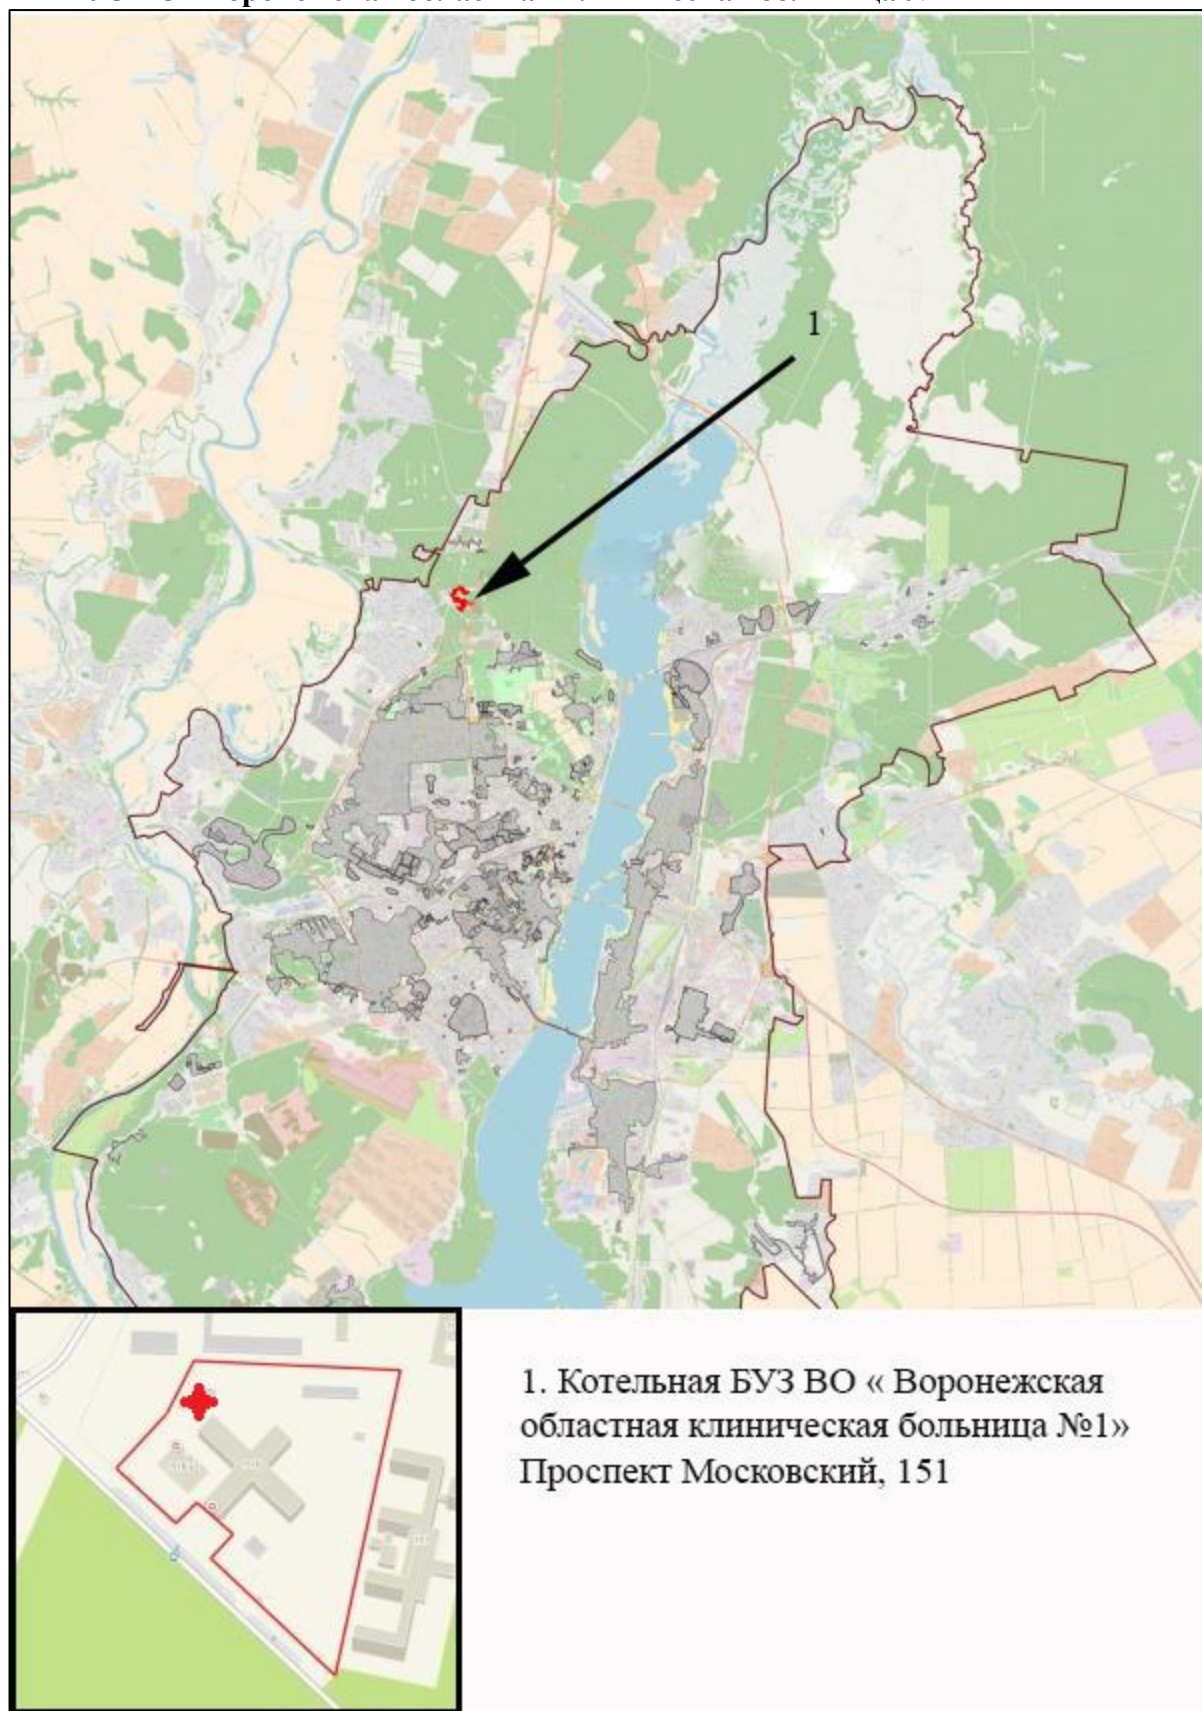 1
1. Котельная БУЗ ВО « Воронежская
областная клиническая больница №1»
Проспект Московский, 151